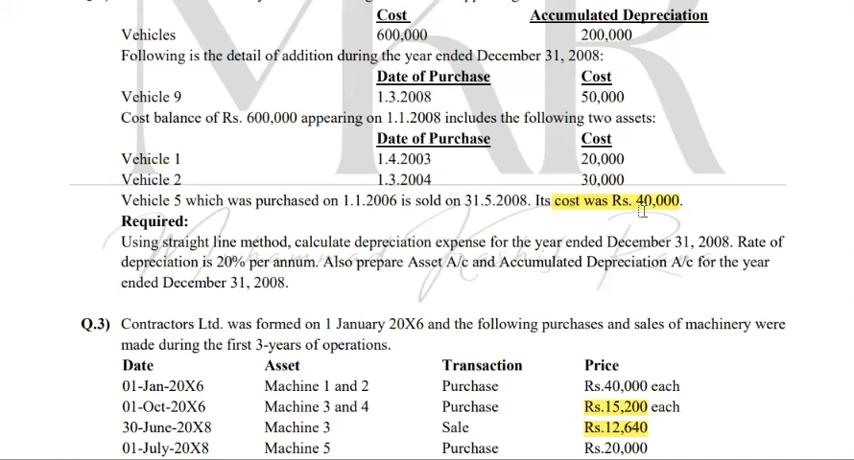 Cost Accumulated Depreciation
Vehicles 600,000 200,000
Following is the detail of addition during the year ended December 31, 2008:
Date of Purchase Cost
Vehicle 9 1.3.2008 50,000
Cost balance of Rs. 600,000 appearing on 1.1.2008 includes the following two assets:
Date of Purchase Cost
Vehicle 1 1.4.2003 20,000
Vehicle 2 1.3.2004 30,000
Vehicle 5 which was purchased on 1.1.2006 is sold on 31.5.2008. Its cost was Rs. 40,000.
Required:
Using straight line method, calculate depreciation expense for the year ended December 31, 2008. Rate of
depreciation is 20% per annum. Also prepare Asset A/c and Accumulated Depreciation A/c for the year
ended December 31, 2008.
Q.3) Contractors Ltd. was formed on 1 January 20X6 and the following purchases and sales of machinery were
made during the first 3-years of operations.
Date Asset Transaction Price
01-Jan-20X6 Machine 1 and 2 Purchase Rs.40,000 each
01-Oct-20X6 Machine 3 and 4 Purchase Rs.15,200 each
30-June-20X8 Machine 3 Sale Rs.12,640
01-July-20X8 Machine 5 Purchase Rs.20,000